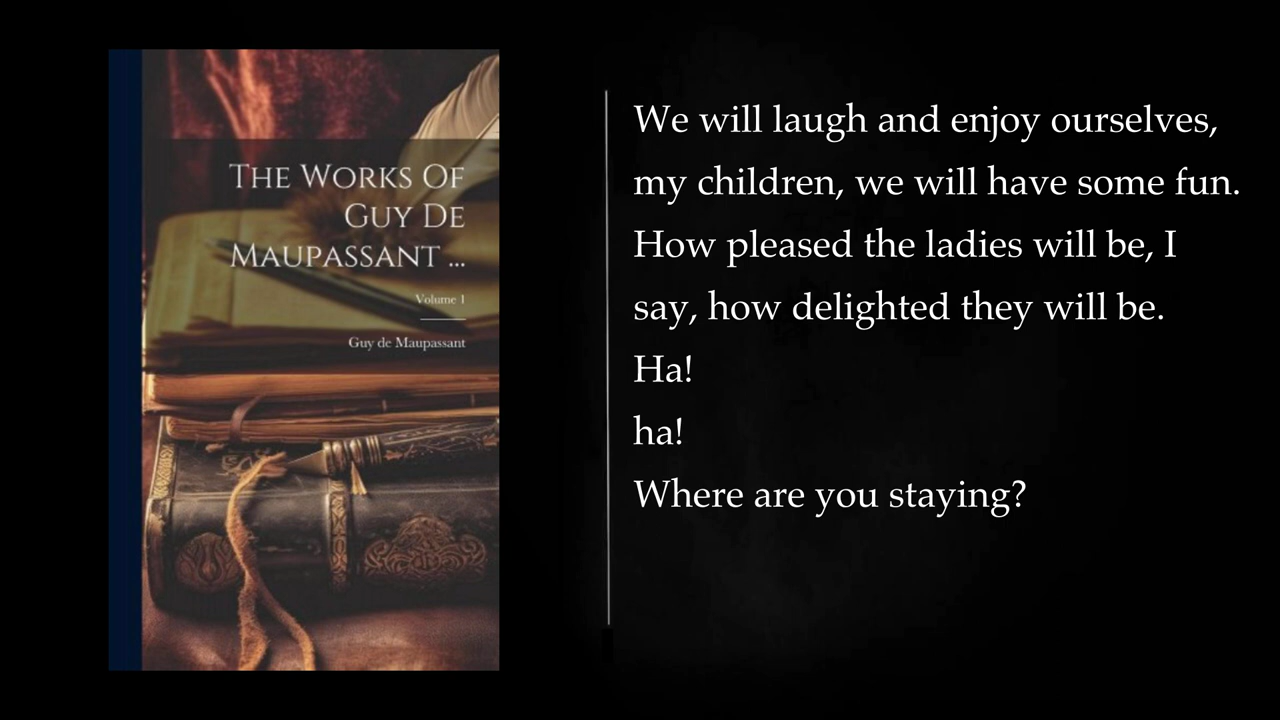 The Works Of
Guy De
Maupassant ...
Volume 1
Guy de Maupassant
We will laugh and enjoy ourselves,
my children, we will have some fun.
How pleased the ladies will be, I
say, how delighted they will be.
Ha!
ha!
Where are you staying?